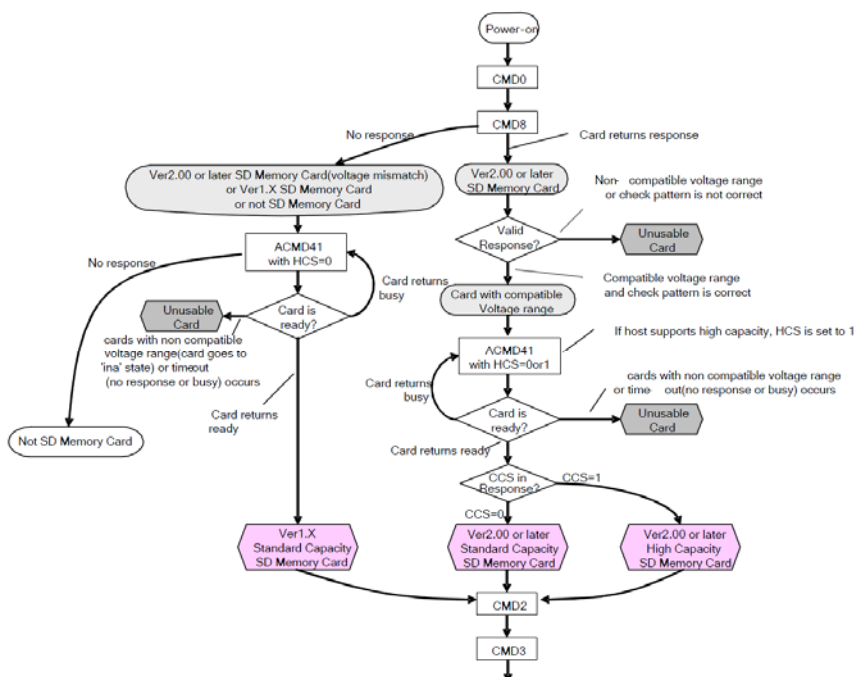 Power-on
CMD0
CMD8
No response
Card returns response
Ver2.00 or later SD Memory Card(voltage mismatch)
or Ver1.X SD Memory Card
or not SD Memory Card
Ver2.00 or later
SD Memory Card
Non- compatible voltage range
or check pattern is not correct
Valid
Response?
Unusable
Card
ACMD41
with HCS=0
No response
Card returns
busy
Compatible voltage range
and check pattern is correct
Card with compatible
Voltage range
Unusable
Card
Card is
ready?
cards with non compatible
voltage range(card goes to
'ina' state) or timeout
(no response or busy) occurs
If host supports high capacity, HCS is set to 1
ACMD41
with HCS=0or1
Card returns
busy
cards with non compatible voltage range
or time- out(no response or busy) occurs
Card is
ready?
Unusable
Card
Card returns
ready
Not SD Memory Card
Card returns ready
CCS in
Response?
CCS=1
CCS=0
Ver1.X
Standard Capacity
SD Memory Card
Ver2.00 or later
Standard Capacity
SD Memory Card
Ver2.00 or later
High Capacity
SD Memory Card
CMD2
CMD3